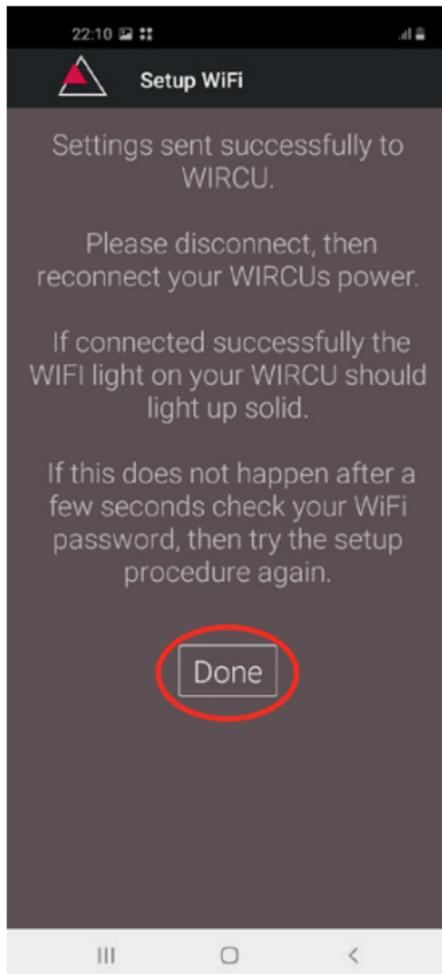 22:10
Setup WiFi
Settings sent successfully to
WIRCU.
Please disconnect, then
reconnect your WIRCUs power.
If connected successfully the
WIFI light on your WIRCU should
light up solid.
If this does not happen after a
few seconds check your WiFi
password, then try the setup
procedure again.
Done